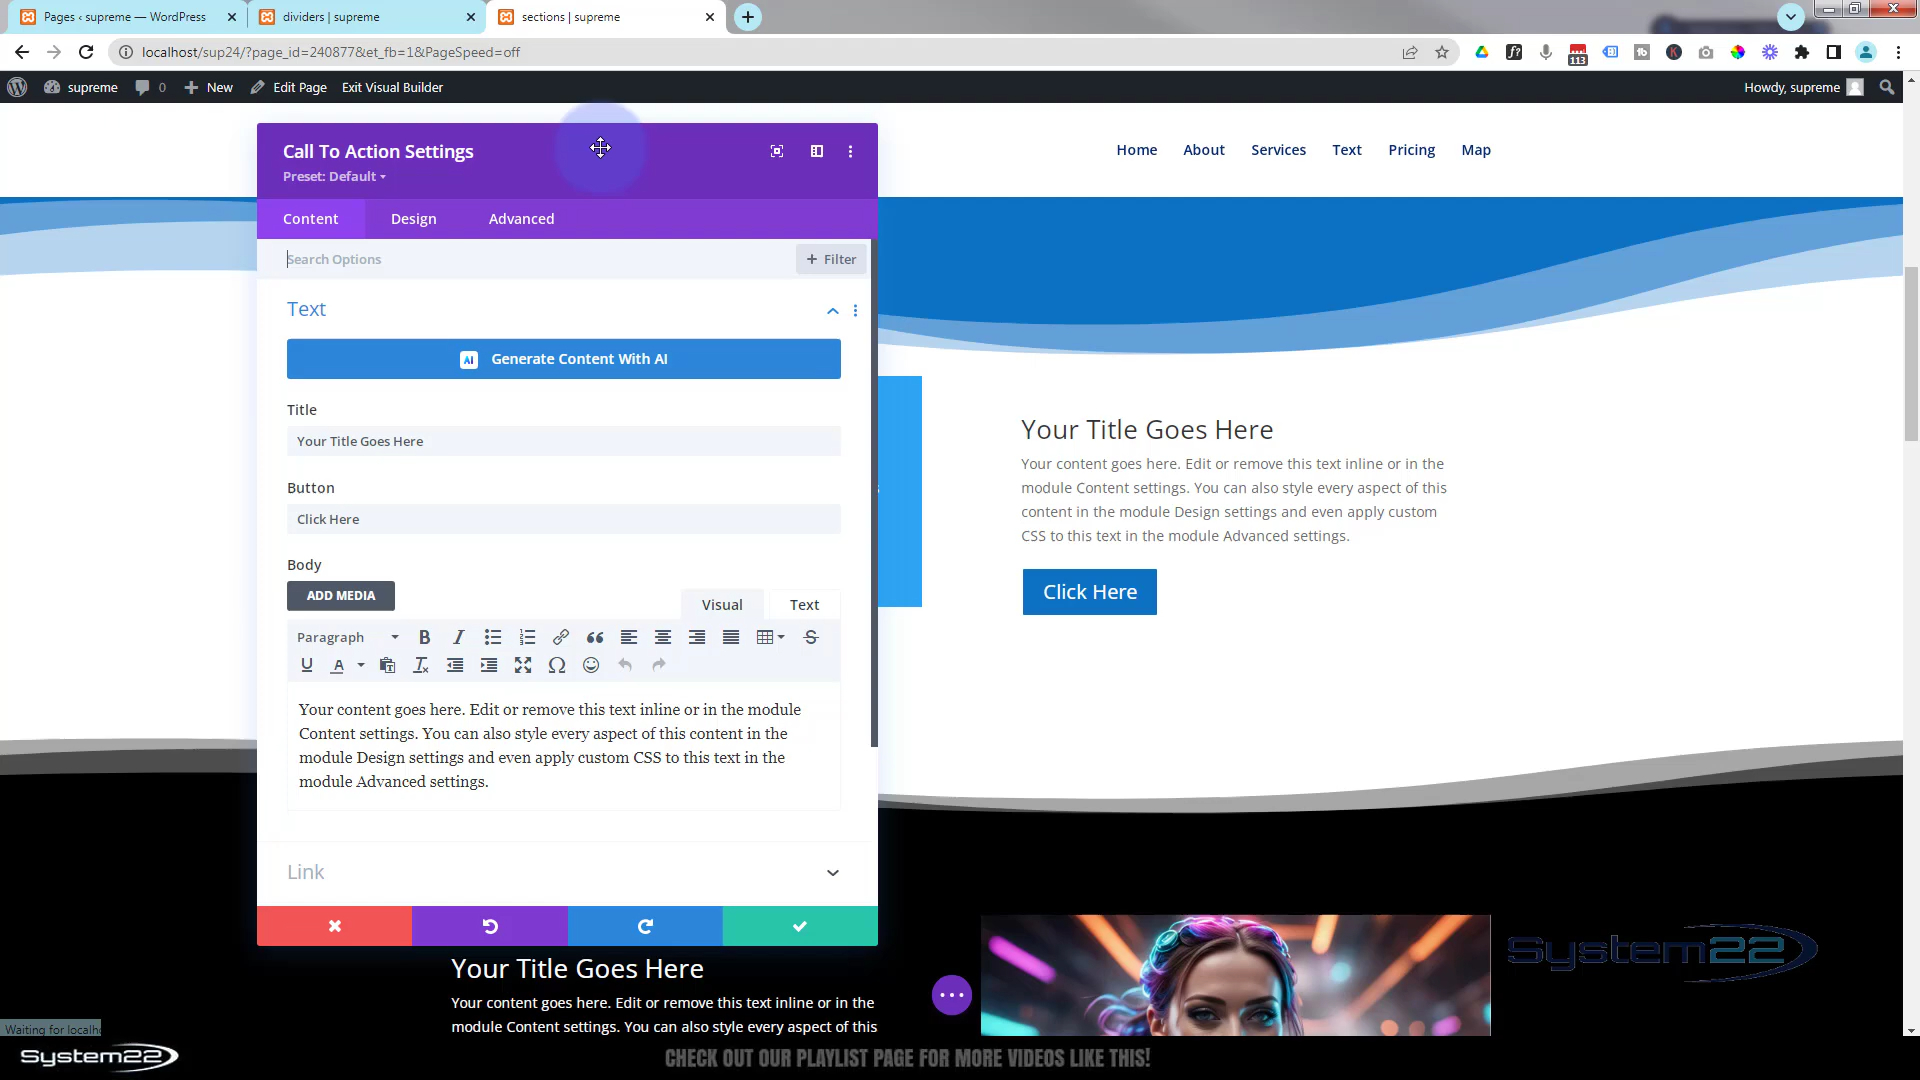 Pages ‹ supreme — WordPress
dividers | supreme
sections | supreme
localhost/sup24/?page_id=240877&et_fb=1&PageSpeed=off
113
supreme
0
New
Edit Page
Exit Visual Builder
Howdy, supreme
Call To Action Settings
Preset: Default
Home
About
Services
Text
Pricing
Map
Content
Design
Advanced
Search Options
+ Filter
Text
AI Generate Content With AI
Title
Your Title Goes Here
Button
Click Here
Body
ADD MEDIA
Visual
Text
Paragraph
Your content goes here. Edit or remove this text inline or in the module
Content settings. You can also style every aspect of this content in the
module Design settings and even apply custom CSS to this text in the
module Advanced settings.
Link
Your Title Goes Here
Your content goes here. Edit or remove this text inline or in the
module Content settings. You can also style every aspect of this
content in the module Design settings and even apply custom
CSS to this text in the module Advanced settings.
Click Here
Your Title Goes Here
Your content goes here. Edit or remove this text inline or in the
module Content settings. You can also style every aspect of this
System22
Waiting for localho
System22
CHECK OUT OUR PLAYLIST PAGE FOR MORE VIDEOS LIKE THIS!